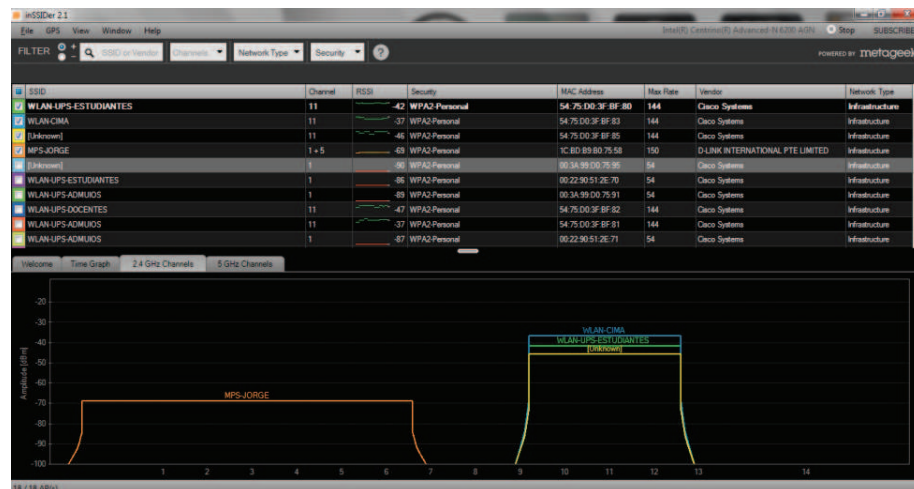 inSSIDer 2.1
File GPS View Window Help Intel(R) Centrino(R) Advanced-N 6200 AGN Stop SUBSCRIBE
FILTER + - SSID or Vendor Channels Network Type Security ? POWERED BY metageek
SSID Channel RSSI Security MAC Address Max Rate Vendor Network Type
WLAN-UPS-ESTUDIANTES 11 -42 WPA2-Personal 54:75:D0:3F:BF:80 144 Cisco Systems Infrastructure
WLAN-CIMA 11 -37 WPA2-Personal 54:75:D0:3F:BF:83 144 Cisco Systems Infrastructure
[Unknown] 11 -46 WPA2-Personal 54:75:D0:3F:BF:85 144 Cisco Systems Infrastructure
MPS-JORGE 1 + 5 -69 WPA2-Personal 1C:BD:B9:80:75:58 150 D-LINK INTERNATIONAL PTE LIMITED Infrastructure
[Unknown] 1 -90 WPA2-Personal 00:3A:99:D0:75:95 54 Cisco Systems Infrastructure
WLAN-UPS-ESTUDIANTES 1 -86 WPA2-Personal 00:22:90:51:2E:70 54 Cisco Systems Infrastructure
WLAN-UPS-ADMUIOS 1 -89 WPA2-Personal 00:3A:99:D0:75:91 54 Cisco Systems Infrastructure
WLAN-UPS-DOCENTES 11 -47 WPA2-Personal 54:75:D0:3F:BF:82 144 Cisco Systems Infrastructure
WLAN-UPS-ADMUIOS 11 -37 WPA2-Personal 54:75:D0:3F:BF:81 144 Cisco Systems Infrastructure
WLAN-UPS-ADMUIOS 1 -87 WPA2-Personal 00:22:90:51:2E:71 54 Cisco Systems Infrastructure
Welcome Time Graph 2.4 GHz Channels 5 GHz Channels
-20
-30
WLAN-CIMA
-40
WLAN-UPS-ESTUDIANTES
[Unknown]
-50
Amplitude [dBm]
-60
MPS-JORGE
-70
-80
-90
-100
1 2 3 4 5 6 7 8 9 10 11 12 13 14